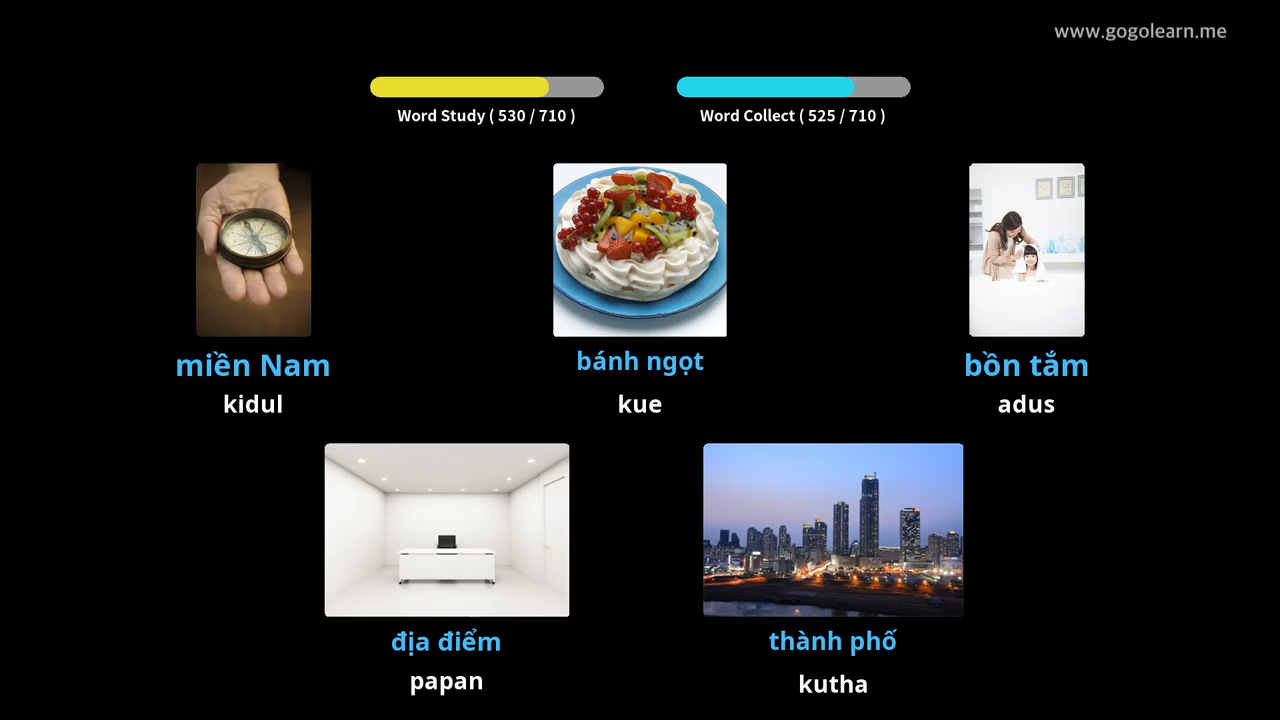 www.gogolearn.me
Word Study ( 530 / 710 )
Word Collect ( 525 / 710 )
miền Nam
kidul
bánh ngọt
kue
bồn tắm
adus
địa điểm
papan
thành phố
kutha